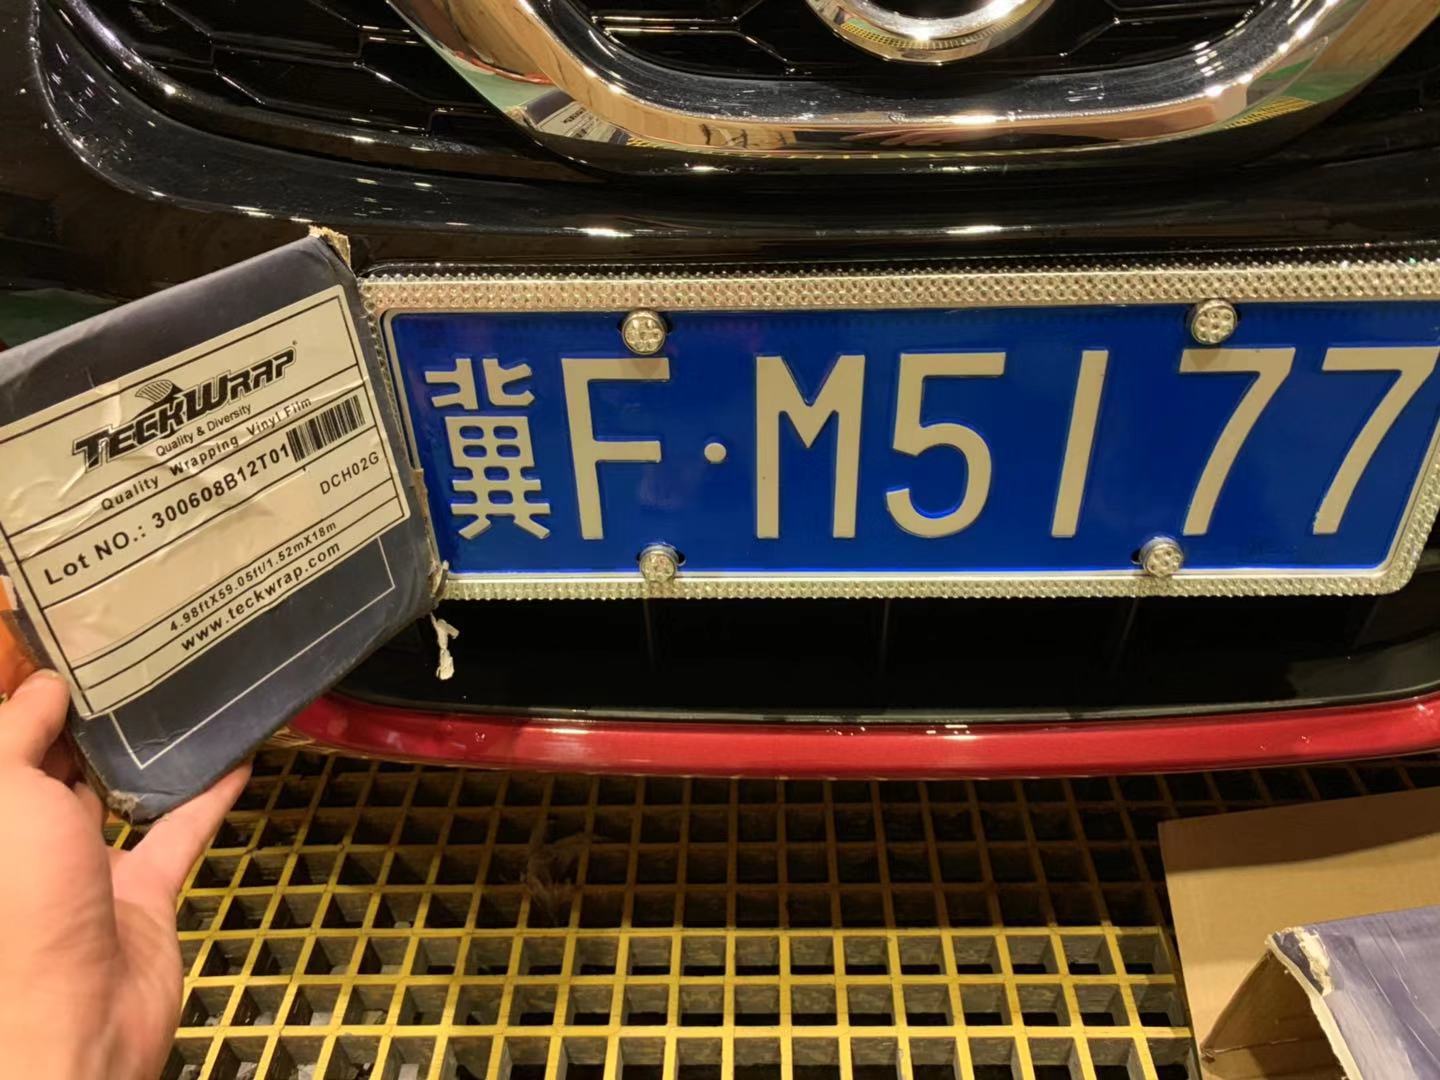 TECKWRAP
Quality & Diversity
Quality Wrapping Vinyl Film
Lot NO.: 300608B12T01
DCH02G
4.98ftX59.05ft/1.52mX18m
www.teckwrap.com
冀F·M5177